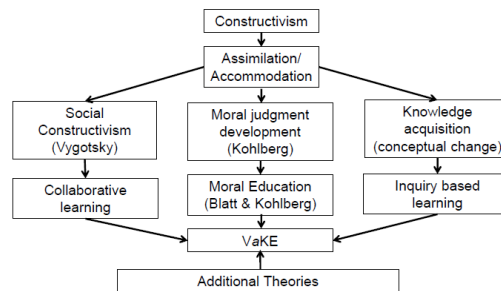 Constructivism
Assimilation/
Accommodation
Social
Constructivism
(Vygotsky)
Moral judgment
development
(Kohlberg)
Knowledge
acquisition
(conceptual change)
Collaborative
learning
Moral Education
(Blatt & Kohlberg)
Inquiry based
learning
VaKE
Additional Theories